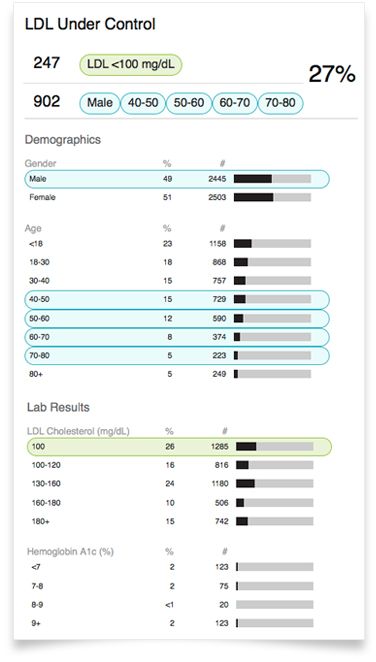 LDL Under Control
247 LDL <100 mg/dL
27%
902 Male 40-50 50-60 60-70 70-80
Demographics
Gender % #
Male 49 2445
Female 51 2503
Age % #
<18 23 1158
18-30 18 868
30-40 15 757
40-50 15 729
50-60 12 590
60-70 8 374
70-80 5 223
80+ 5 249
Lab Results
LDL Cholesterol (mg/dL) % #
100 26 1285
100-120 16 816
130-160 24 1180
160-180 10 506
180+ 15 742
Hemoglobin A1c (%) % #
<7 2 123
7-8 2 75
8-9 <1 20
9+ 2 123